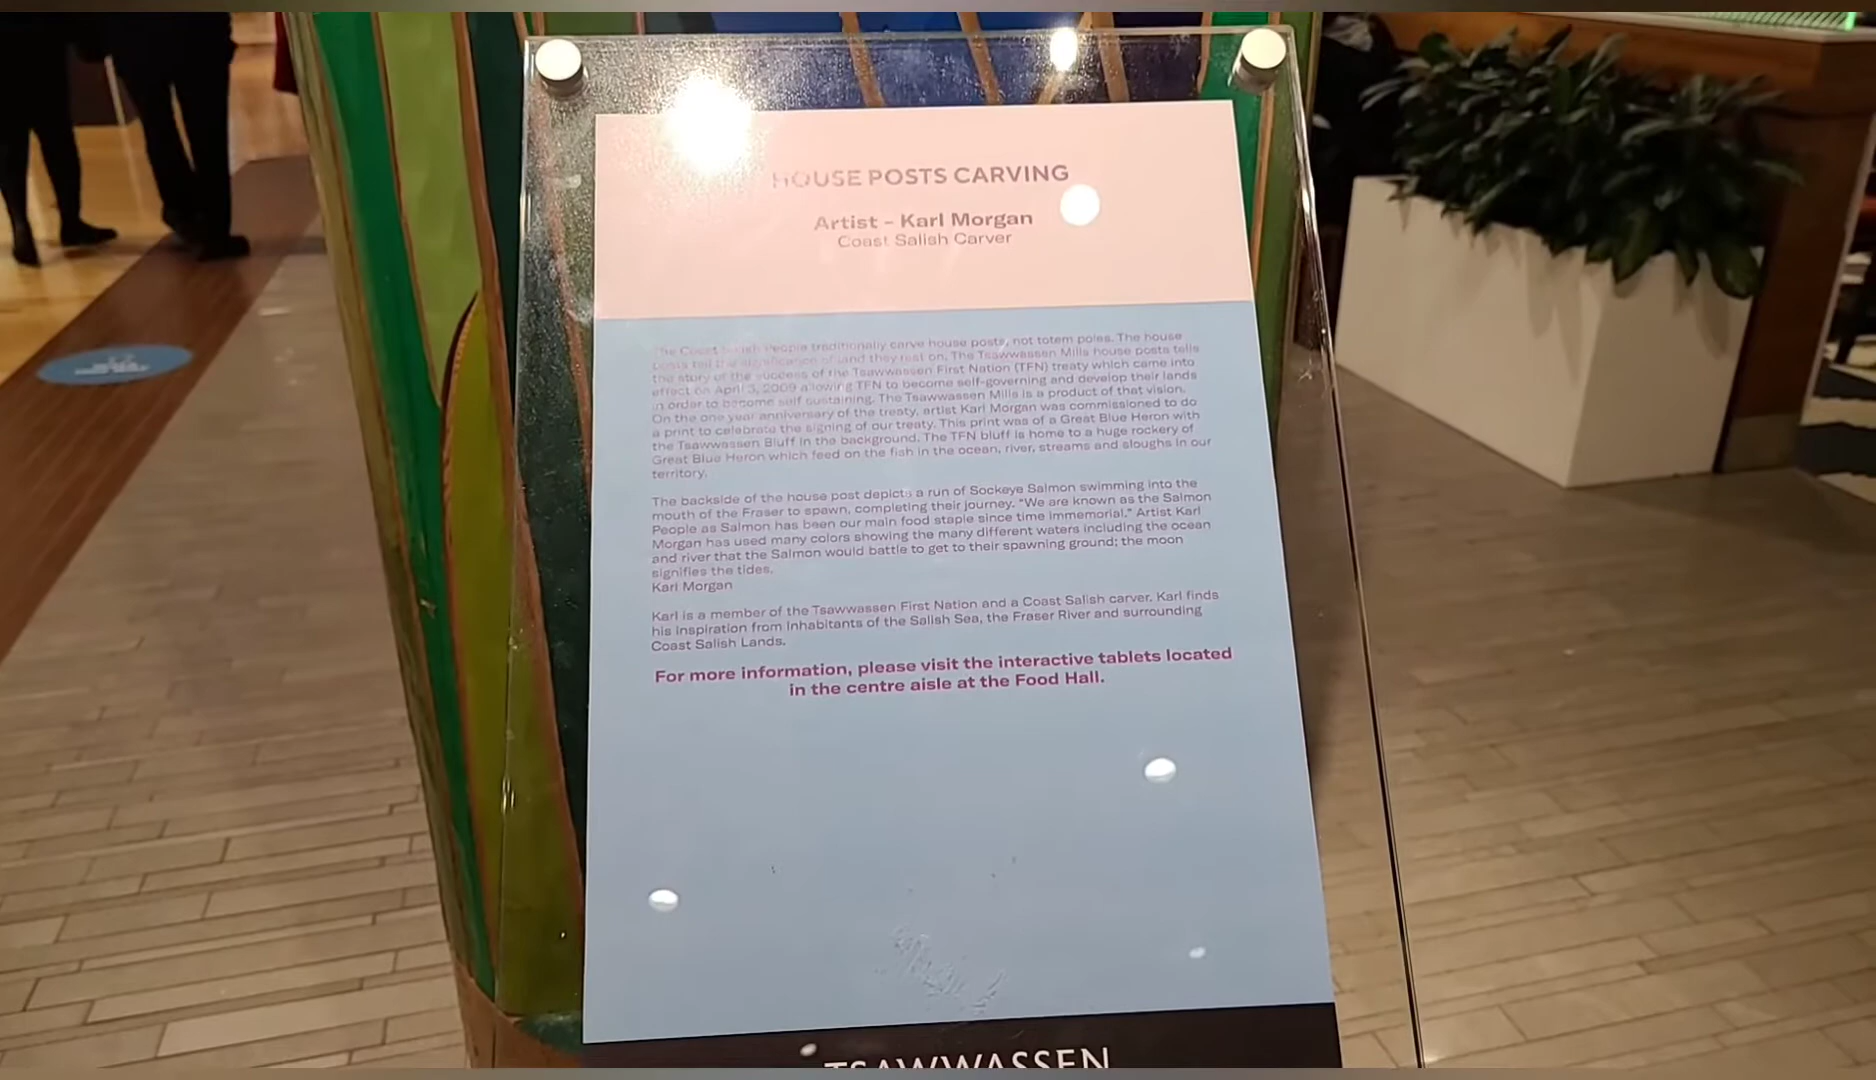 HOUSE POSTS CARVING
Artist - Karl Morgan
Coast Salish Carver
The Coast Salish People traditionally carve house posts, not totem poles. The house
posts tell the significance of land they rest on. The Tsawwassen Mills house posts tells
the story of the success of the Tsawwassen First Nation (TFN) treaty which came into
effect on April 3, 2009 allowing TFN to become self-governing and develop their lands
in order to become self sustaining. The Tsawwassen Mills is a product of that vision.
On the one year anniversary of the treaty, artist Karl Morgan was commissioned to do
a print to celebrate the signing of our treaty. This print was of a Great Blue Heron with
the Tsawwassen Bluff in the background. The TFN bluff is home to a huge rockery of
Great Blue Heron which feed on the fish in the ocean, river, streams and sloughs in our
territory.
The backside of the house post depicts a run of Sockeye Salmon swimming into the
mouth of the Fraser to spawn, completing their journey. "We are known as the Salmon
People as Salmon has been our main food staple since time immemorial." Artist Karl
Morgan has used many colors showing the many different waters including the ocean
and river that the Salmon would battle to get to their spawning ground; the moon
signifies the tides.
Karl Morgan
Karl is a member of the Tsawwassen First Nation and a Coast Salish carver. Karl finds
his inspiration from Inhabitants of the Salish Sea, the Fraser River and surrounding
Coast Salish Lands.
For more information, please visit the interactive tablets located
in the centre aisle at the Food Hall.
TSAWWASSEN